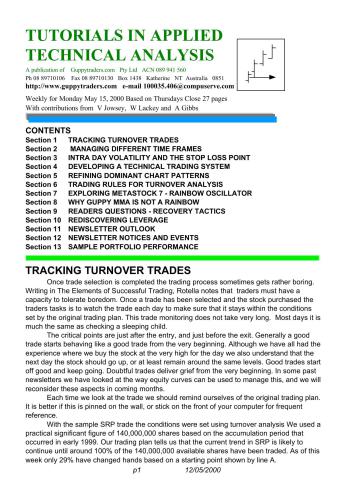 TUTORIALS IN APPLIED
TECHNICAL ANALYSIS
A publication of Guppytraders.com Pty Ltd ACN 089 941 560
Ph 08 89710106 Fax 08 89710130 Box 1438 Katherine NT Australia 0851
http://www.guppytraders.com e-mail 100035.406@compuserve.com
Weekly for Monday May 15, 2000 Based on Thursdays Close 27 pages
With contributions from V Jowsey, W Lackey and A Gibbs
CONTENTS
Section 1 TRACKING TURNOVER TRADES
Section 2 MANAGING DIFFERENT TIME FRAMES
Section 3 INTRA DAY VOLATILITY AND THE STOP LOSS POINT
Section 4 DEVELOPING A TECHNICAL TRADING SYSTEM
Section 5 REFINING DOMINANT CHART PATTERNS
Section 6 TRADING RULES FOR TURNOVER ANALYSIS
Section 7 EXPLORING METASTOCK 7 - RAINBOW OSCILLATOR
Section 8 WHY GUPPY MMA IS NOT A RAINBOW
Section 9 READERS QUESTIONS - RECOVERY TACTICS
Section 10 REDISCOVERING LEVERAGE
Section 11 NEWSLETTER OUTLOOK
Section 12 NEWSLETTER NOTICES AND EVENTS
Section 13 SAMPLE PORTFOLIO PERFORMANCE
TRACKING TURNOVER TRADES
Once trade selection is completed the trading process sometimes gets rather boring.
Writing in The Elements of Successful Trading, Rotella notes that traders must have a
capacity to tolerate boredom. Once a trade has been selected and the stock purchased the
traders task is to watch the trade each day to make sure that it stays within the conditions
set by the original trading plan. This trade monitoring does not take very long. Most days it is
much the same as checking a sleeping child.
The critical points are just after the entry, and just before the exit. Generally a good
trade starts behaving like a good trade from the very beginning. Although we have all had the
experience where we buy the stock at the very high for the day we also understand that the
next day the stock should go up, or at least remain around the same levels. Good trades start
off good and keep going. Doubtful trades deliver grief from the very beginning. In some past
newsletters we have looked at the way equity curves can be used to manage this, and we will
reconsider these aspects in coming months.
Each time we look at the trade we should remind ourselves of the original trading plan.
It is better if this is pinned on the wall, or stick on the front of your computer for frequent
reference.
With the sample SRP trade the conditions were set using turnover analysis We used a
practical significant figure of 140,000,000 shares based on the accumulation period that
occurred in early 1999. Our trading plan tells us that the current trend in SRP is likely to
continue until around 100% of the 140,000,000 available shares have been traded. As of this
week only 29% have changed hands based on a starting point shown by line A.
p1 12/05/2000